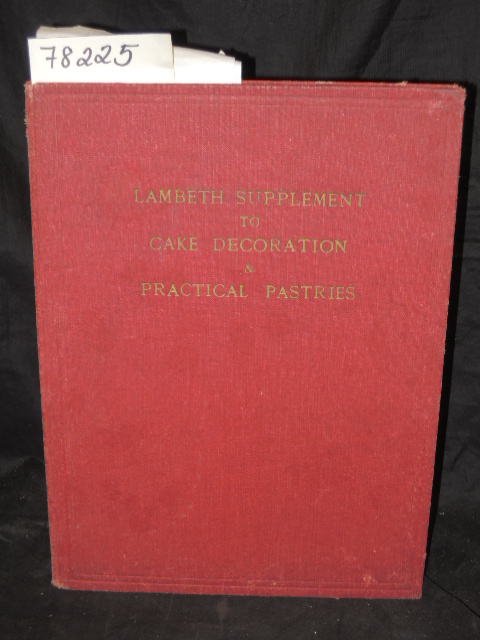 78225
LAMBETH SUPPLEMENT
TO
CAKE DECORATION
&
PRACTICAL PASTRIES